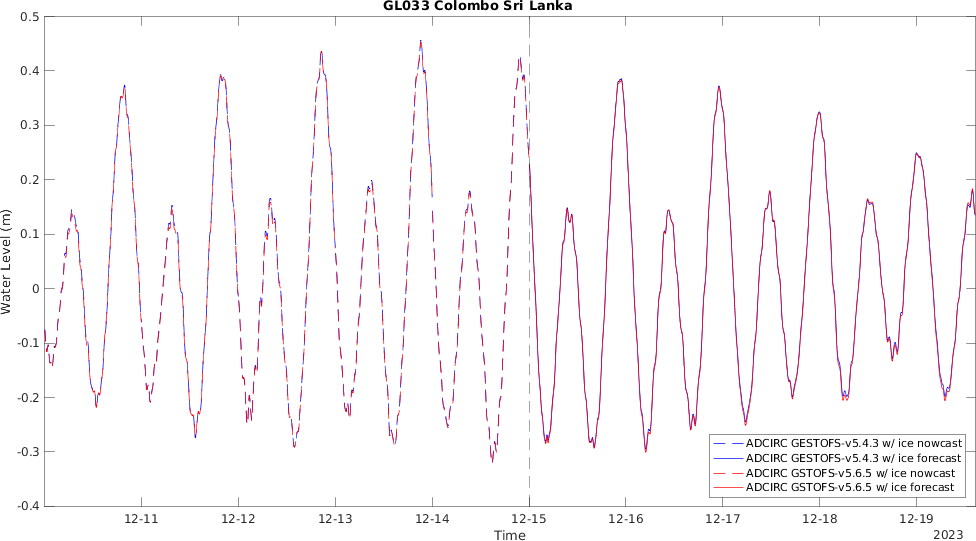 GL033 Colombo Sri Lanka
0.5
0.4
0.3
0.2
0.1
0
-0.1
-0.2
-0.3
-0.4
Water Level (m)
ADCIRC GESTOFS-v5.4.3 w/ ice nowcast
ADCIRC GESTOFS-v5.4.3 w/ ice forecast
ADCIRC GSTOFS-v5.6.5 w/ ice nowcast
ADCIRC GSTOFS-v5.6.5 w/ ice forecast
12-11 12-12 12-13 12-14 12-15 12-16 12-17 12-18 12-19
Time
2023